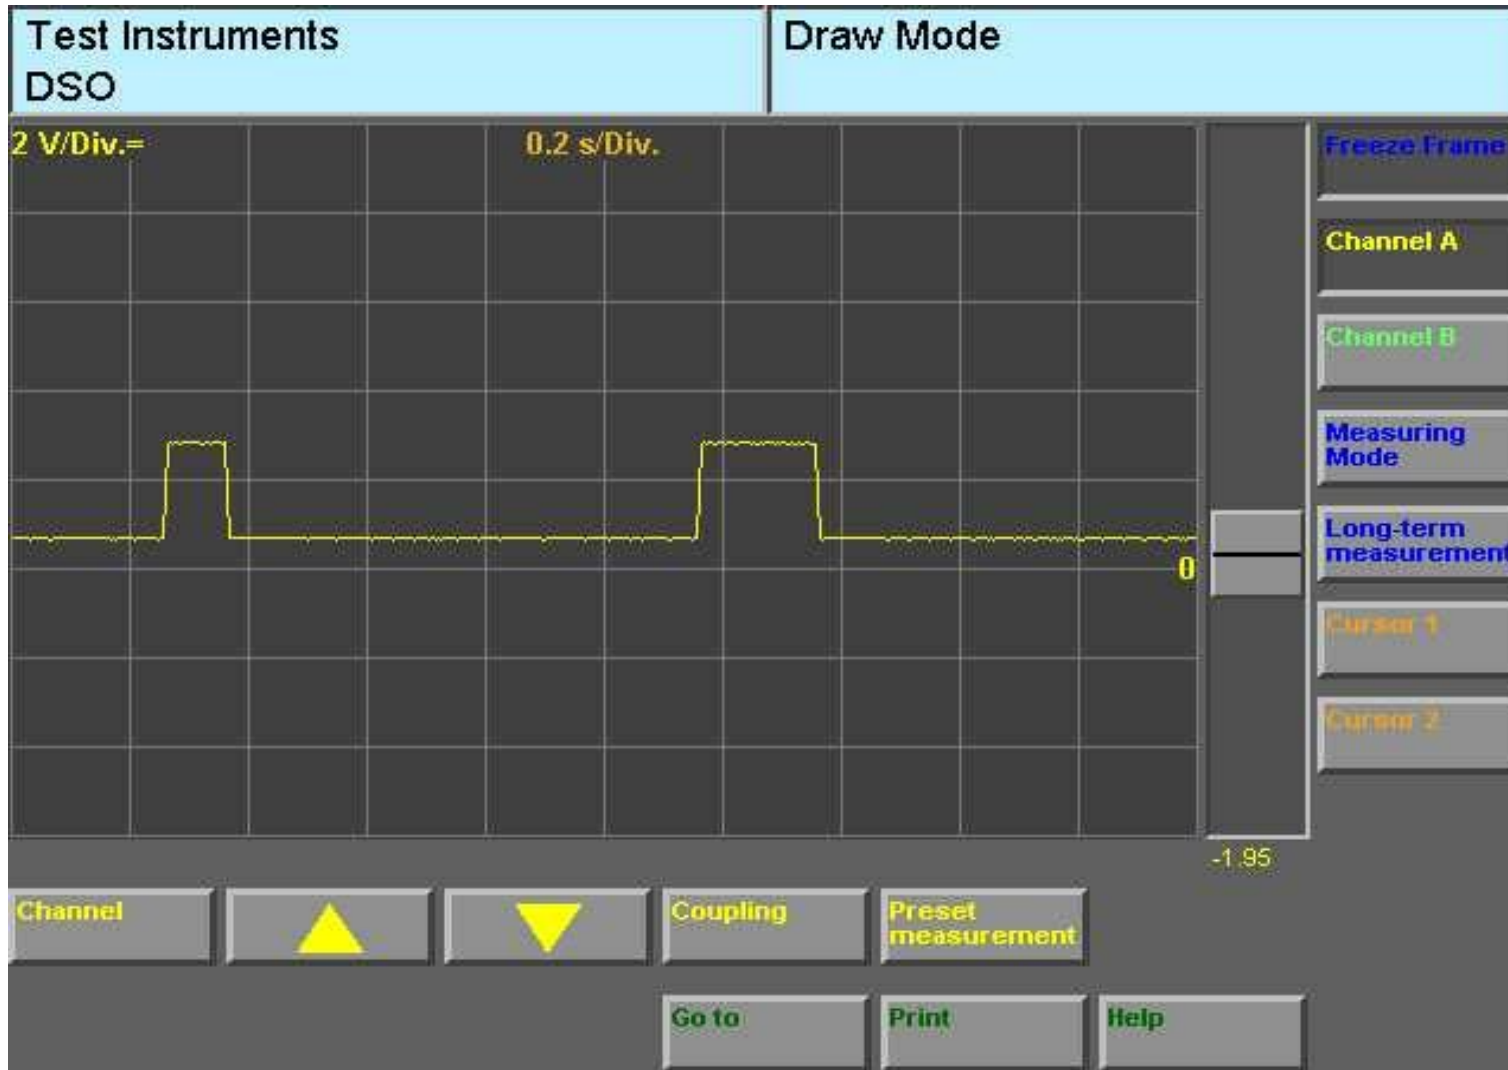 Test Instruments
DSO
Draw Mode
2 V/Div.=
0.2 s/Div.
Freeze Frame
Channel A
Channel B
Measuring
Mode
Long-term
measurement
Cursor 1
Cursor 2
0
-1.95
Channel
Coupling
Preset
measurement
Go to
Print
Help